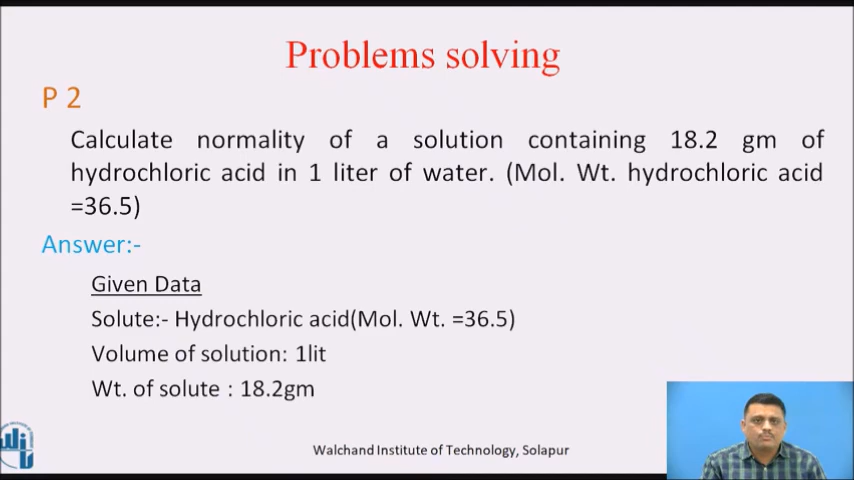 Problems solving
P 2
Calculate normality of a solution containing 18.2 gm of
hydrochloric acid in 1 liter of water. (Mol. Wt. hydrochloric acid
=36.5)
Answer:-
Given Data
Solute:- Hydrochloric acid(Mol. Wt. =36.5)
Volume of solution: 1lit
Wt. of solute : 18.2gm
Walchand Institute of Technology, Solapur